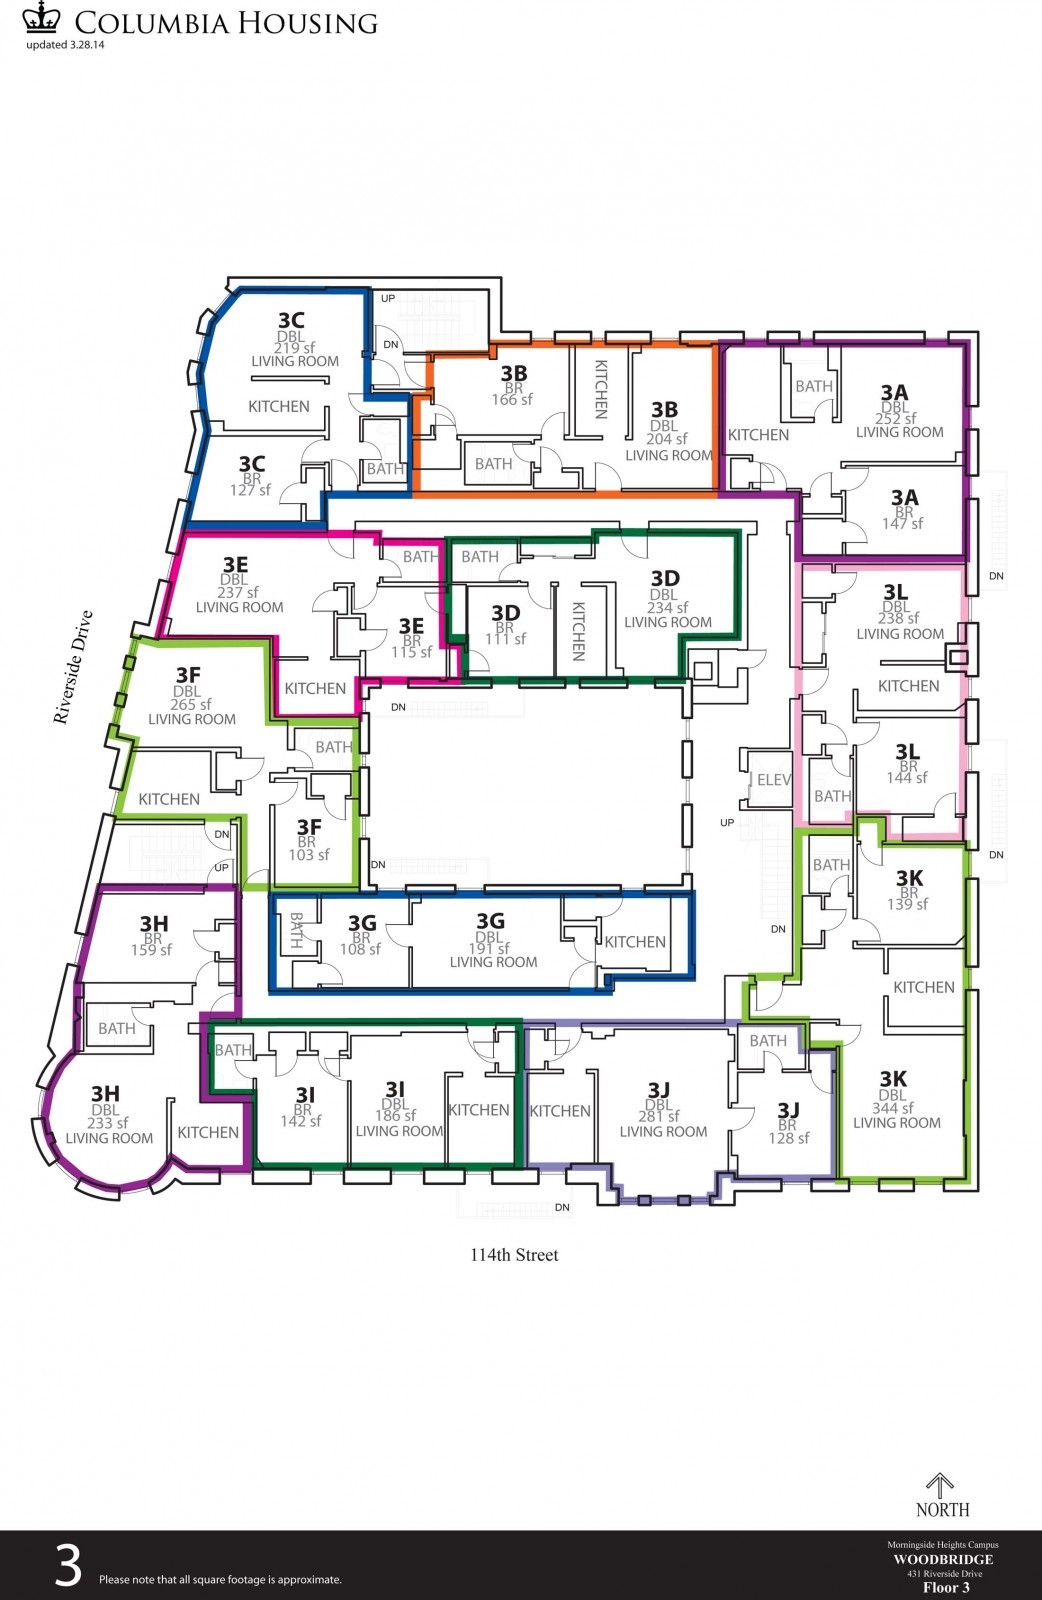 COLUMBIA HOUSING
updated 3.28.14
3C
DBL
219 sf
LIVING ROOM
KITCHEN
3C
BR
127 sf
BATH
UP
DN
3B
BR
166 sf
KITCHEN
BATH
3B
DBL
204 sf
LIVING ROOM
BATH
KITCHEN
3A
DBL
252 sf
LIVING ROOM
3A
BR
147 sf
DN
3E
DBL
237 sf
LIVING ROOM
BATH
3E
BR
115 sf
KITCHEN
BATH
3D
BR
111 sf
KITCHEN
3D
DBL
234 sf
LIVING ROOM
3L
DBL
238 sf
LIVING ROOM
KITCHEN
3L
BR
144 sf
BATH
Riverside Drive
3F
DBL
265 sf
LIVING ROOM
BATH
KITCHEN
3F
BR
103 sf
DN
DN
DN
UP
ELEV
UP
DN
DN
3H
BR
159 sf
BATH
3H
DBL
233 sf
LIVING ROOM
KITCHEN
BATH
3G
BR
108 sf
3G
DBL
191 sf
LIVING ROOM
KITCHEN
BATH
3K
BR
139 sf
KITCHEN
3K
DBL
344 sf
LIVING ROOM
BATH
3I
BR
142 sf
3I
DBL
186 sf
LIVING ROOM
KITCHEN
KITCHEN
3J
DBL
281 sf
LIVING ROOM
BATH
3J
BR
128 sf
DN
114th Street
NORTH
3
Please note that all square footage is approximate.
Morningside Heights Campus
WOODBRIDGE
431 Riverside Drive
Floor 3